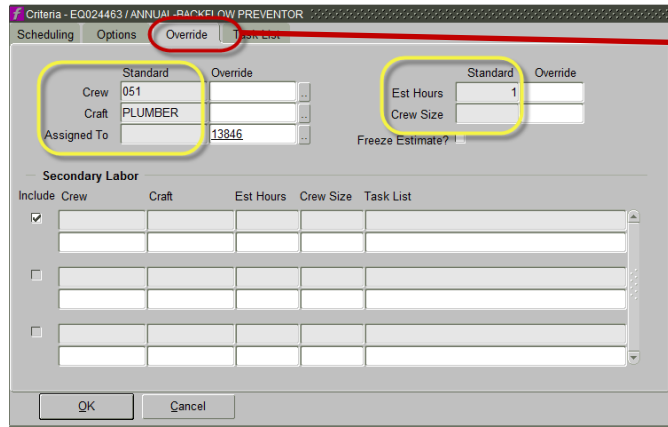 Criteria - EQ024463 / ANNUAL-BACKFLOW PREVENTOR
Scheduling Options Override Task List
Standard Override Standard Override
Crew 051 .. Est Hours 1
Craft PLUMBER .. Crew Size
Assigned To 13846 .. Freeze Estimate?
Secondary Labor
Include Crew Craft Est Hours Crew Size Task List
OK Cancel